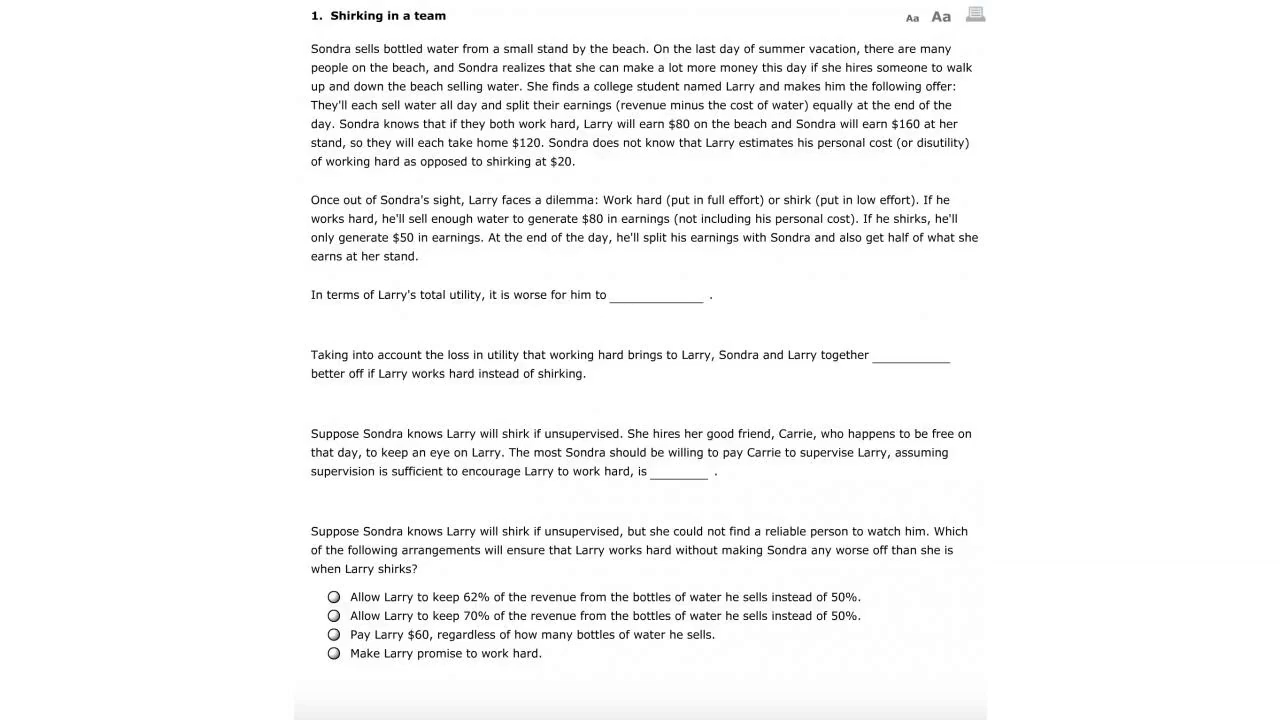 1. Shirking in a team
Aa Aa
Sondra sells bottled water from a small stand by the beach. On the last day of summer vacation, there are many
people on the beach, and Sondra realizes that she can make a lot more money this day if she hires someone to walk
up and down the beach selling water. She finds a college student named Larry and makes him the following offer:
They'll each sell water all day and split their earnings (revenue minus the cost of water) equally at the end of the
day. Sondra knows that if they both work hard, Larry will earn $80 on the beach and Sondra will earn $160 at her
stand, so they will each take home $120. Sondra does not know that Larry estimates his personal cost (or disutility)
of working hard as opposed to shirking at $20.
Once out of Sondra's sight, Larry faces a dilemma: Work hard (put in full effort) or shirk (put in low effort). If he
works hard, he'll sell enough water to generate $80 in earnings (not including his personal cost). If he shirks, he'll
only generate $50 in earnings. At the end of the day, he'll split his earnings with Sondra and also get half of what she
earns at her stand.
In terms of Larry's total utility, it is worse for him to ______________ .
Taking into account the loss in utility that working hard brings to Larry, Sondra and Larry together ___________
better off if Larry works hard instead of shirking.
Suppose Sondra knows Larry will shirk if unsupervised. She hires her good friend, Carrie, who happens to be free on
that day, to keep an eye on Larry. The most Sondra should be willing to pay Carrie to supervise Larry, assuming
supervision is sufficient to encourage Larry to work hard, is ________ .
Suppose Sondra knows Larry will shirk if unsupervised, but she could not find a reliable person to watch him. Which
of the following arrangements will ensure that Larry works hard without making Sondra any worse off than she is
when Larry shirks?
Allow Larry to keep 62% of the revenue from the bottles of water he sells instead of 50%.
Allow Larry to keep 70% of the revenue from the bottles of water he sells instead of 50%.
Pay Larry $60, regardless of how many bottles of water he sells.
Make Larry promise to work hard.